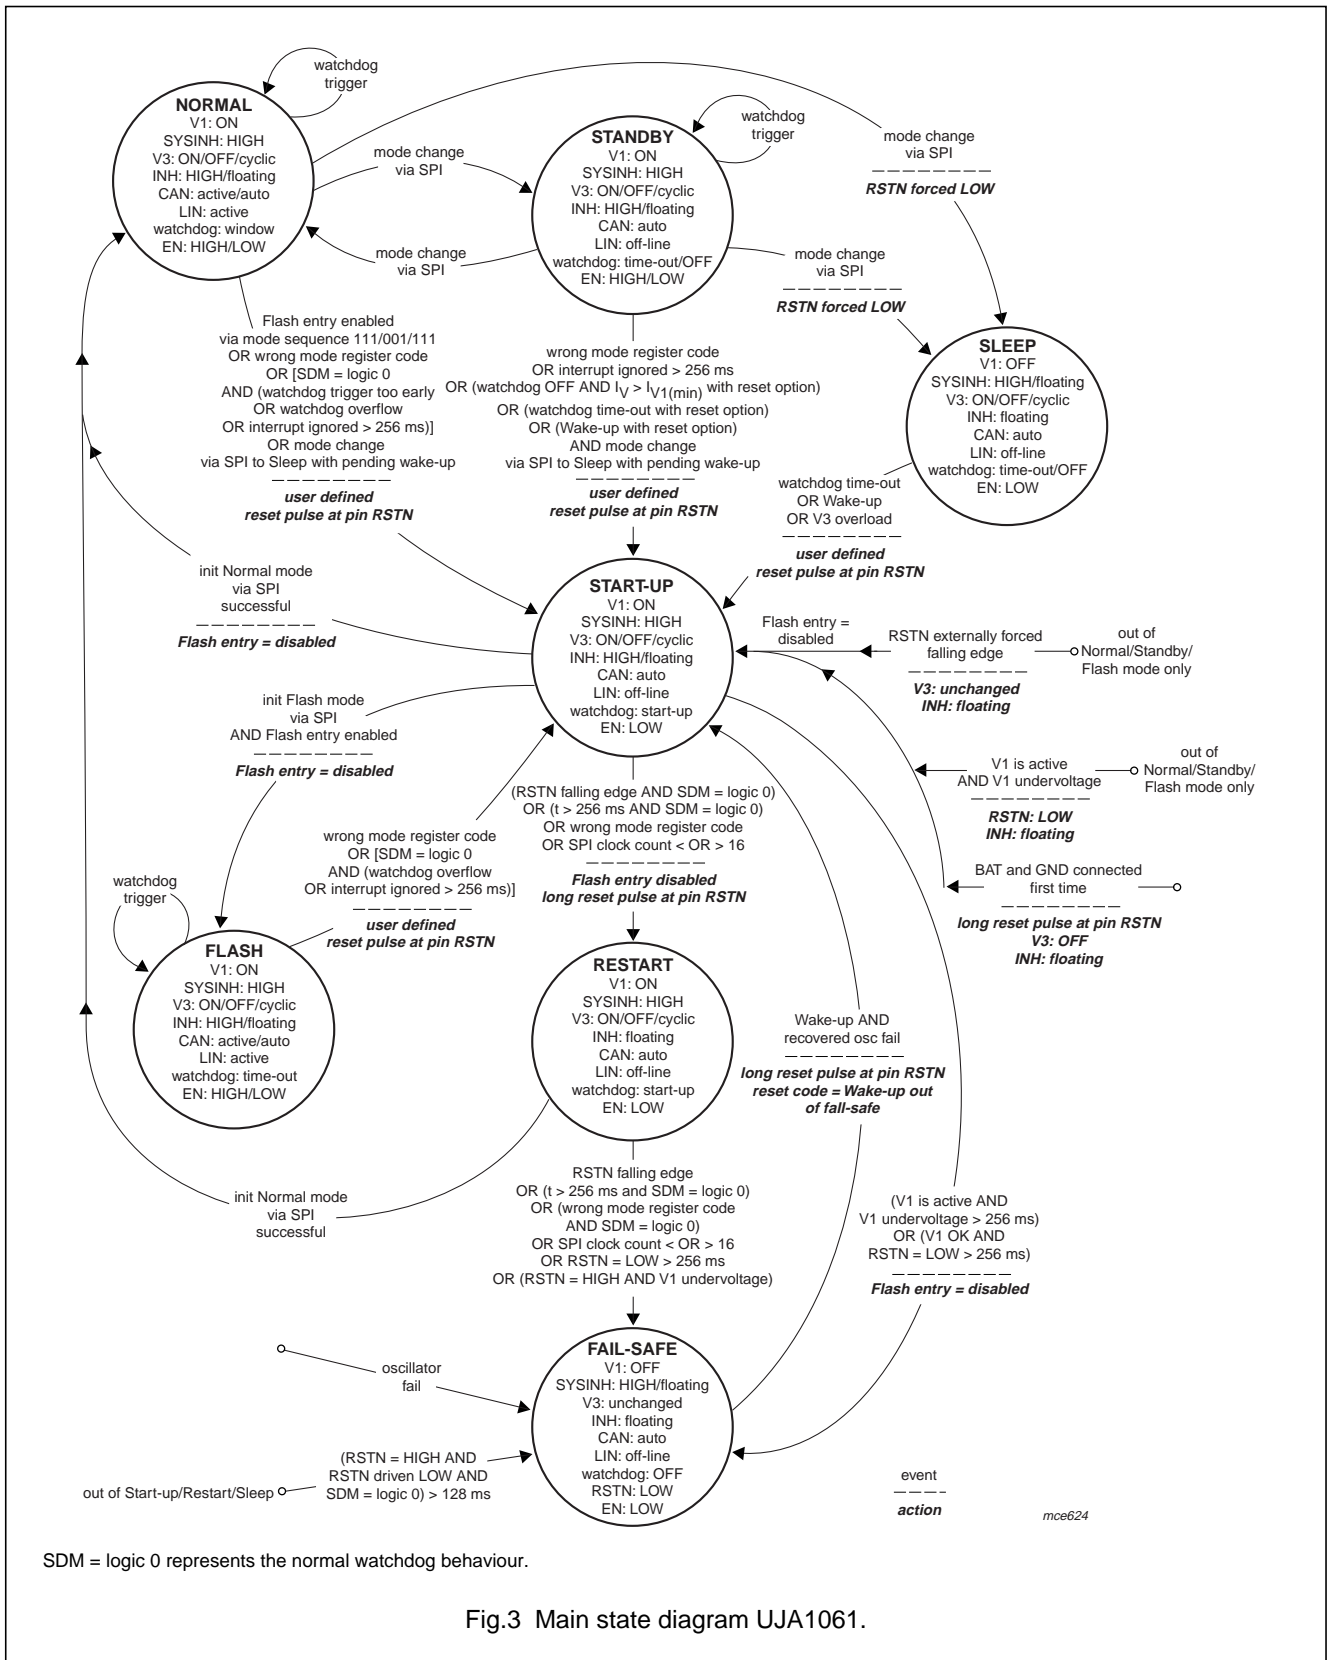 watchdog
trigger
NORMAL
V1: ON
SYSINH: HIGH
V3: ON/OFF/cyclic
INH: HIGH/floating
CAN: active/auto
LIN: active
watchdog: window
EN: HIGH/LOW
mode change
via SPI
mode change
via SPI
STANDBY
V1: ON
SYSINH: HIGH
V3: ON/OFF/cyclic
INH: HIGH/floating
CAN: auto
LIN: off-line
watchdog: time-out/OFF
EN: HIGH/LOW
watchdog
trigger
mode change
via SPI
RSTN forced LOW
mode change
via SPI
RSTN forced LOW
SLEEP
V1: OFF
SYSINH: HIGH/floating
V3: ON/OFF/cyclic
INH: floating
CAN: auto
LIN: off-line
watchdog: time-out/OFF
EN: LOW
Flash entry enabled
via mode sequence 111/001/111
OR wrong mode register code
OR [SDM = logic 0
AND (watchdog trigger too early
OR watchdog overflow
OR interrupt ignored > 256 ms)]
OR mode change
via SPI to Sleep with pending wake-up
user defined
reset pulse at pin RSTN
wrong mode register code
OR interrupt ignored > 256 ms
OR (watchdog OFF AND IV > IV1(min) with reset option)
OR (watchdog time-out with reset option)
OR (Wake-up with reset option)
AND mode change
via SPI to Sleep with pending wake-up
user defined
reset pulse at pin RSTN
watchdog time-out
OR Wake-up
OR V3 overload
user defined
reset pulse at pin RSTN
init Normal mode
via SPI
successful
Flash entry = disabled
START-UP
V1: ON
SYSINH: HIGH
V3: ON/OFF/cyclic
INH: HIGH/floating
CAN: auto
LIN: off-line
watchdog: start-up
EN: LOW
Flash entry =
disabled
RSTN externally forced
falling edge
V3: unchanged
INH: floating
out of
Normal/Standby/
Flash mode only
V1 is active
AND V1 undervoltage
RSTN: LOW
INH: floating
out of
Normal/Standby/
Flash mode only
BAT and GND connected
first time
long reset pulse at pin RSTN
V3: OFF
INH: floating
init Flash mode
via SPI
AND Flash entry enabled
Flash entry = disabled
wrong mode register code
OR [SDM = logic 0
AND (watchdog overflow
OR interrupt ignored > 256 ms)]
user defined
reset pulse at pin RSTN
(RSTN falling edge AND SDM = logic 0)
OR (t > 256 ms AND SDM = logic 0)
OR wrong mode register code
OR SPI clock count < OR > 16
Flash entry disabled
long reset pulse at pin RSTN
watchdog
trigger
FLASH
V1: ON
SYSINH: HIGH
V3: ON/OFF/cyclic
INH: HIGH/floating
CAN: active/auto
LIN: active
watchdog: time-out
EN: HIGH/LOW
RESTART
V1: ON
SYSINH: HIGH
V3: ON/OFF/cyclic
INH: floating
CAN: auto
LIN: off-line
watchdog: start-up
EN: LOW
Wake-up AND
recovered osc fail
long reset pulse at pin RSTN
reset code = Wake-up out
of fall-safe
init Normal mode
via SPI
successful
RSTN falling edge
OR (t > 256 ms and SDM = logic 0)
OR (wrong mode register code
AND SDM = logic 0)
OR SPI clock count < OR > 16
OR RSTN = LOW > 256 ms
OR (RSTN = HIGH AND V1 undervoltage)
(V1 is active AND
V1 undervoltage > 256 ms)
OR (V1 OK AND
RSTN = LOW > 256 ms)
Flash entry = disabled
oscillator
fail
FAIL-SAFE
V1: OFF
SYSINH: HIGH/floating
V3: unchanged
INH: floating
CAN: auto
LIN: off-line
watchdog: OFF
RSTN: LOW
EN: LOW
out of Start-up/Restart/Sleep
(RSTN = HIGH AND
RSTN driven LOW AND
SDM = logic 0) > 128 ms
event
action
mce624
SDM = logic 0 represents the normal watchdog behaviour.
Fig.3 Main state diagram UJA1061.